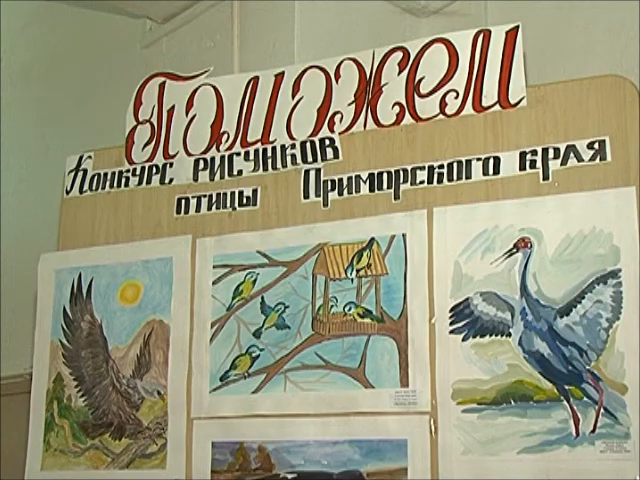 Поможем
Конкурс рисунков
птицы Приморского края